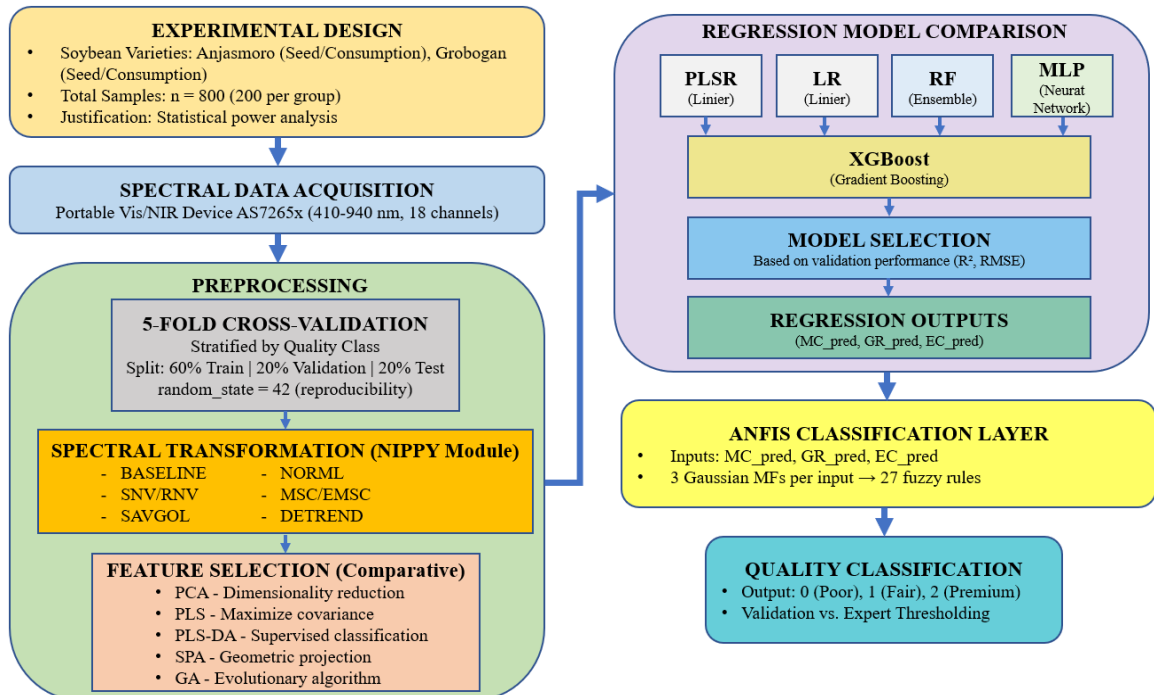 EXPERIMENTAL DESIGN
• Soybean Varieties: Anjasmoro (Seed/Consumption), Grobogan
(Seed/Consumption)
• Total Samples: n = 800 (200 per group)
• Justification: Statistical power analysis
SPECTRAL DATA ACQUISITION
Portable Vis/NIR Device AS7265x (410-940 nm, 18 channels)
PREPROCESSING
5-FOLD CROSS-VALIDATION
Stratified by Quality Class
Split: 60% Train | 20% Validation | 20% Test
random_state = 42 (reproducibility)
SPECTRAL TRANSFORMATION (NIPPY Module)
- BASELINE - NORML
- SNV/RNV - MSC/EMSC
- SAVGOL - DETREND
FEATURE SELECTION (Comparative)
• PCA - Dimensionality reduction
• PLS - Maximize covariance
• PLS-DA - Supervised classification
• SPA - Geometric projection
• GA - Evolutionary algorithm
REGRESSION MODEL COMPARISON
PLSR
(Linier)
LR
(Linier)
RF
(Ensemble)
MLP
(Neurat
Network)
XGBoost
(Gradient Boosting)
MODEL SELECTION
Based on validation performance (R², RMSE)
REGRESSION OUTPUTS
(MC_pred, GR_pred, EC_pred)
ANFIS CLASSIFICATION LAYER
• Inputs: MC_pred, GR_pred, EC_pred
• 3 Gaussian MFs per input → 27 fuzzy rules
QUALITY CLASSIFICATION
• Output: 0 (Poor), 1 (Fair), 2 (Premium)
• Validation vs. Expert Thresholding